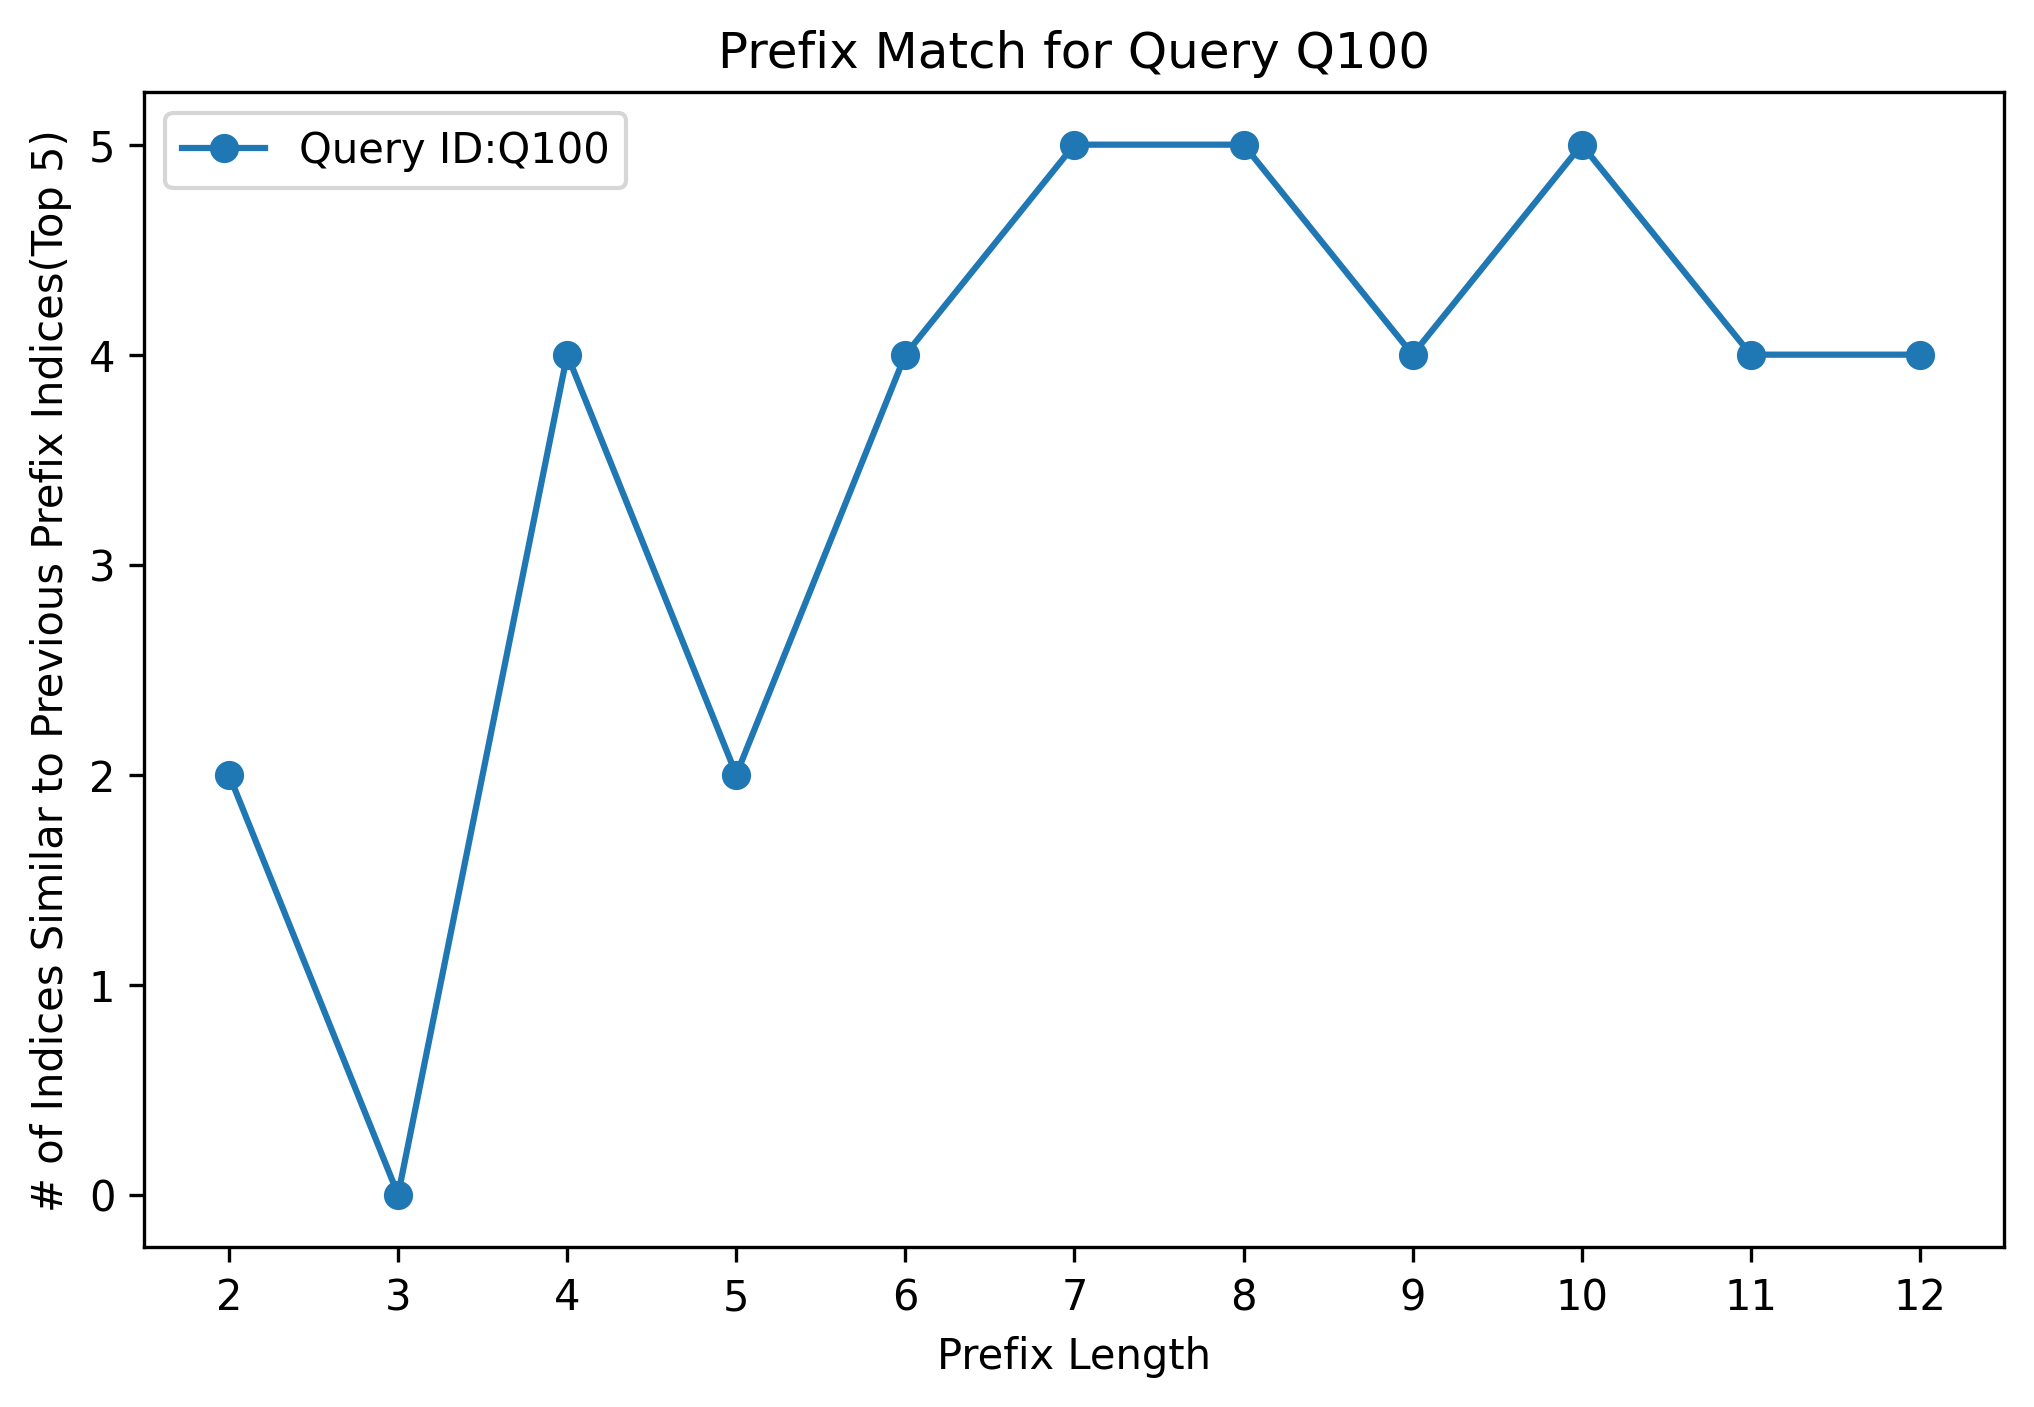 Prefix Match for Query Q100
Query ID:Q100
# of Indices Similar to Previous Prefix Indices(Top 5)
5
4
3
2
1
0
2 3 4 5 6 7 8 9 10 11 12
Prefix Length